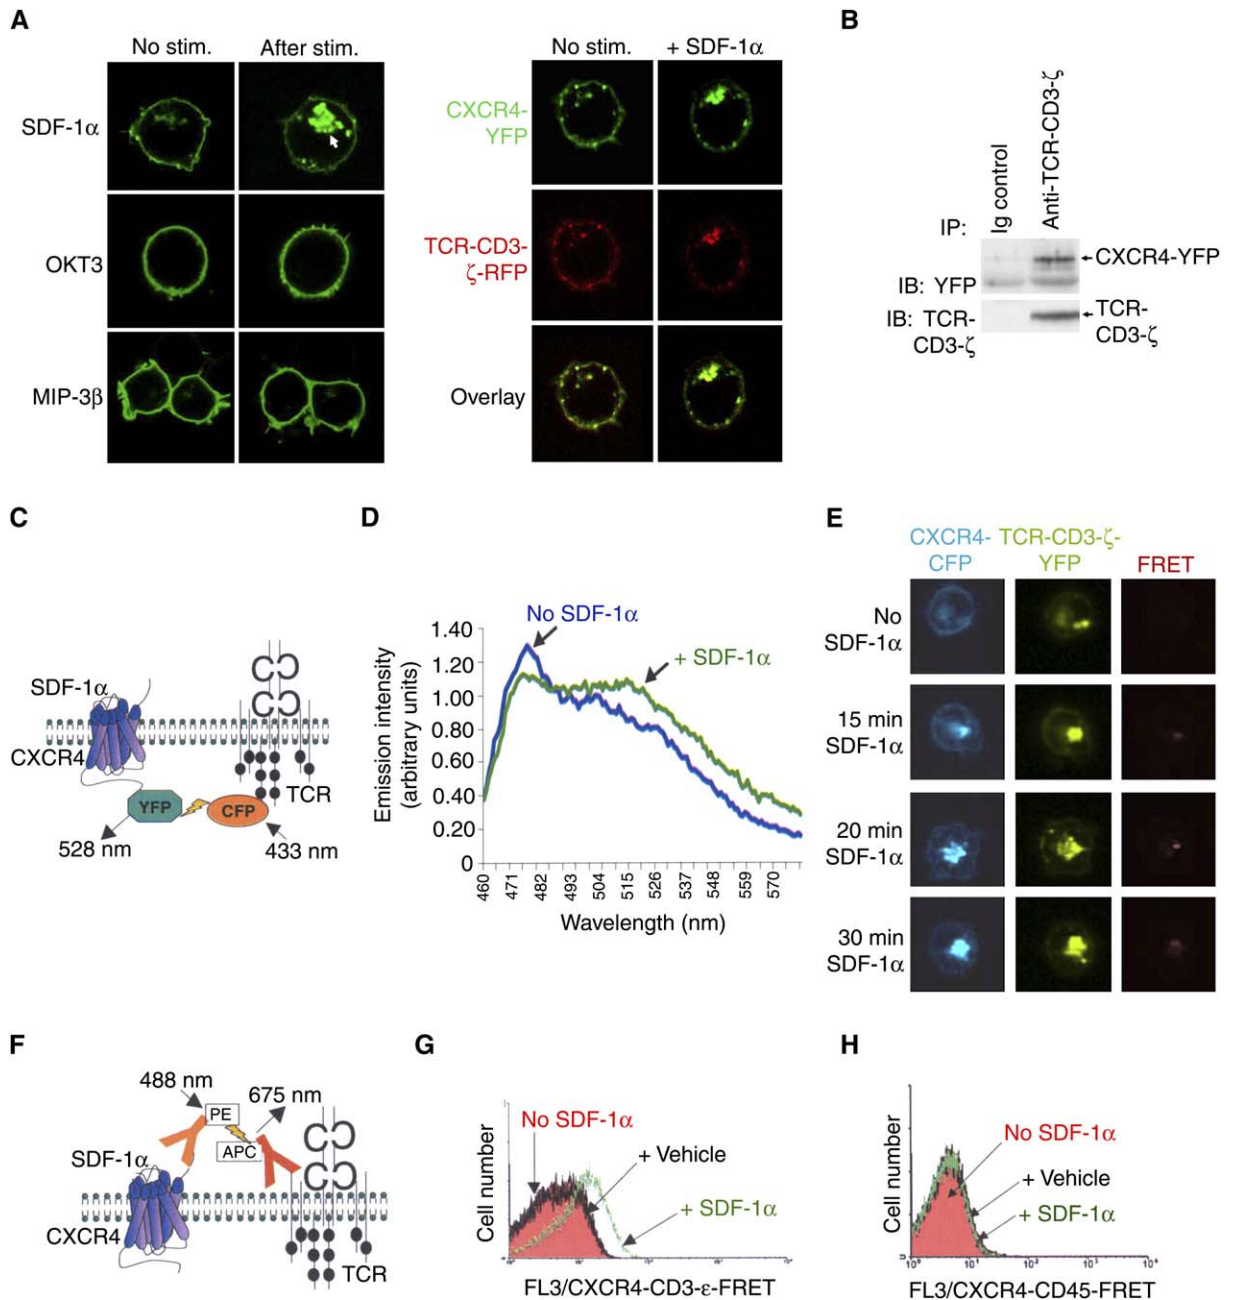 A
No stim.
After stim.
SDF-1α
OKT3
MIP-3β
No stim.
+ SDF-1α
CXCR4-
YFP
TCR-CD3-
ζ-RFP
Overlay
B
IP:
Ig control
Anti-TCR-CD3-ζ
CXCR4-YFP
IB: YFP
IB: TCR-
CD3-ζ
TCR-
CD3-ζ
C
SDF-1α
CXCR4
TCR
YFP
CFP
528 nm
433 nm
D
No SDF-1α
+ SDF-1α
Emission intensity
(arbitrary units)
1.40
1.20
1.00
0.80
0.60
0.40
0.20
0
460
471
482
493
504
515
526
537
548
559
570
Wavelength (nm)
E
CXCR4-
CFP
TCR-CD3-ζ-
YFP
FRET
No
SDF-1α
15 min
SDF-1α
20 min
SDF-1α
30 min
SDF-1α
F
488 nm
675 nm
PE
APC
SDF-1α
CXCR4
TCR
G
No SDF-1α
+ Vehicle
+ SDF-1α
Cell number
FL3/CXCR4-CD3-ε-FRET
H
No SDF-1α
+ Vehicle
+ SDF-1α
Cell number
FL3/CXCR4-CD45-FRET